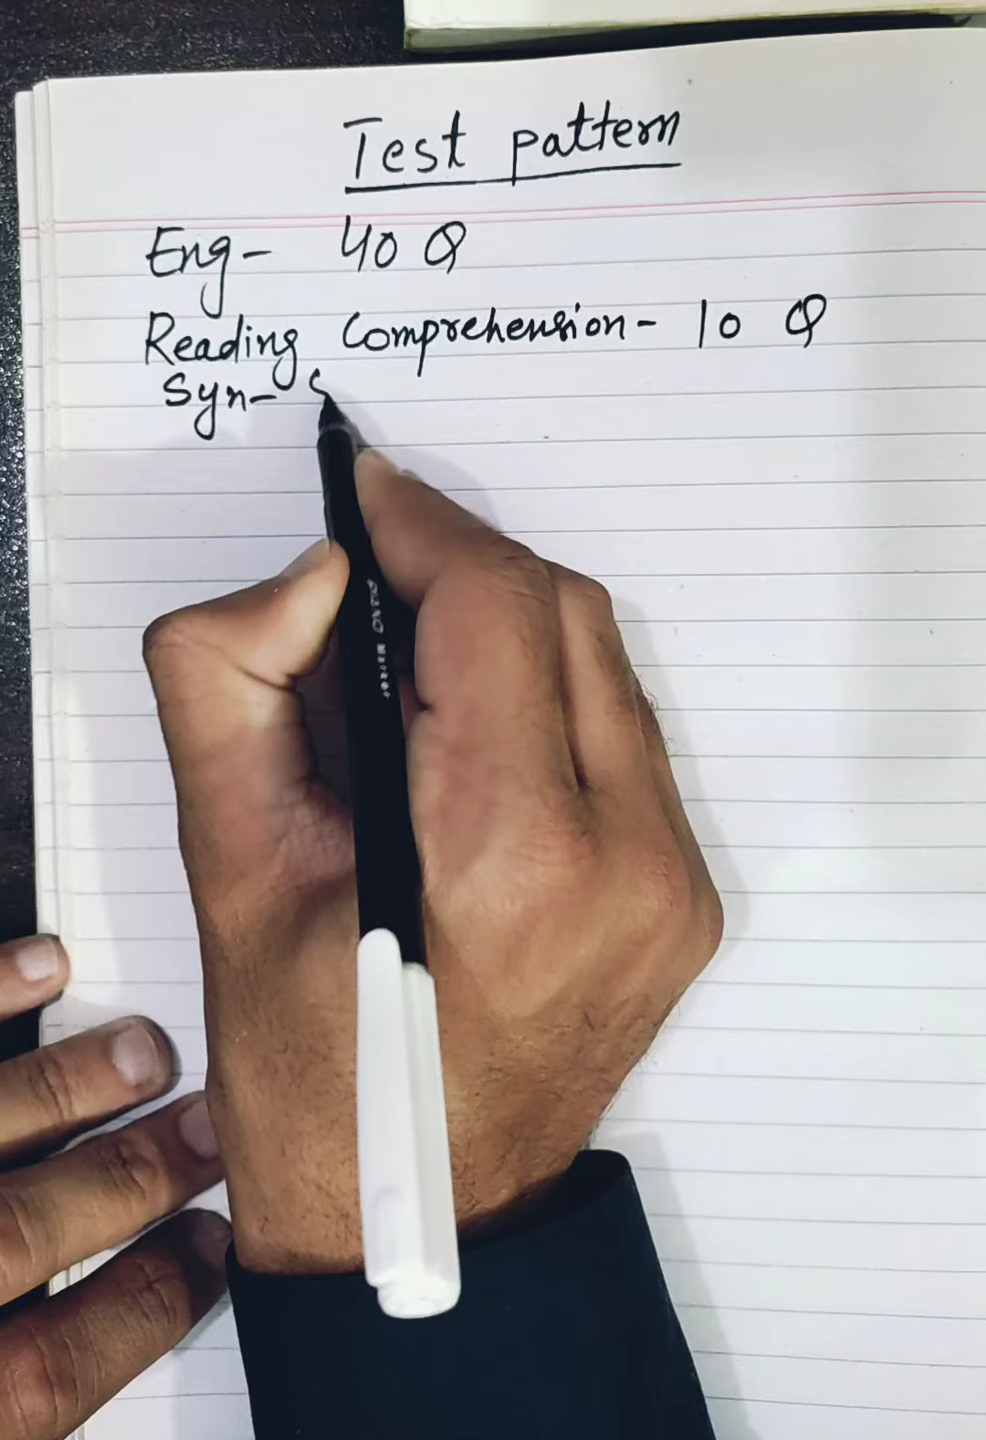 Test pattern
Eng- 40 Q
Reading Comprehension- 10 Q
Syn-